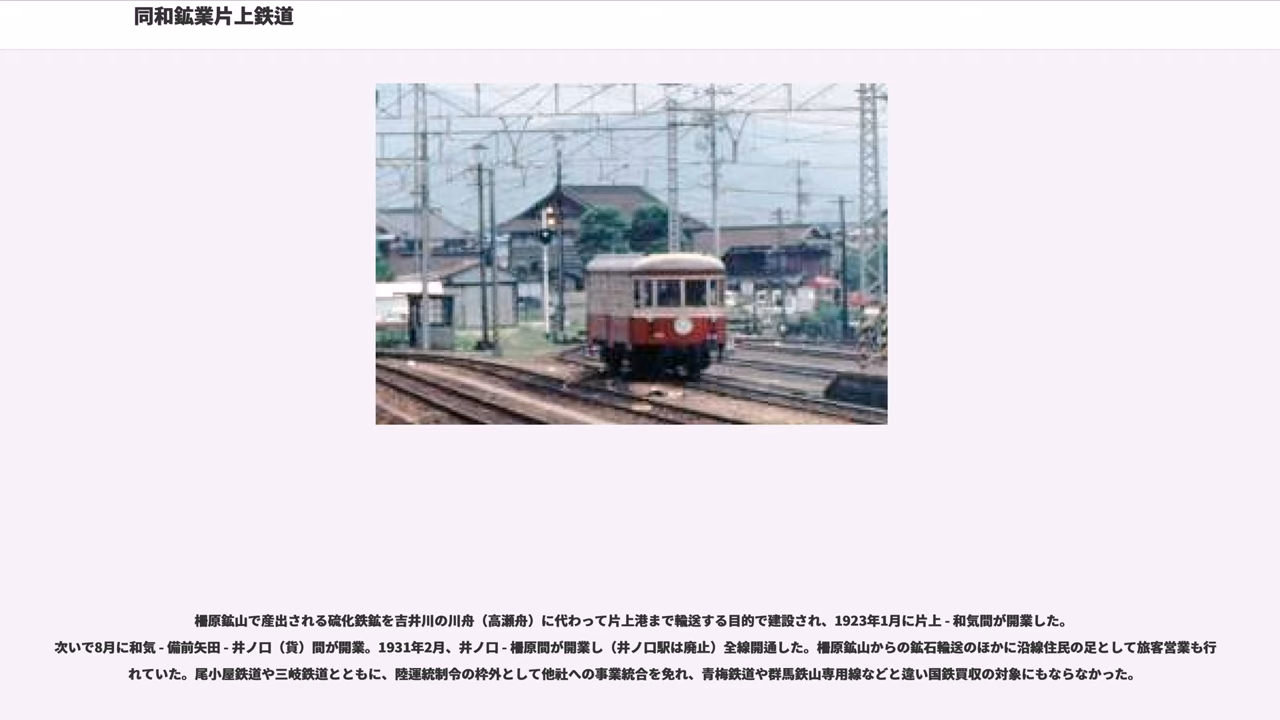 同和鉱業片上鉄道
柵原鉱山で産出される硫化鉄鉱を吉井川の川舟（高瀬舟）に代わって片上港まで輸送する目的で建設され、1923年1月に片上 - 和気間が開業した。
次いで8月に和気 - 備前矢田 - 井ノ口（貨）間が開業。1931年2月、井ノ口 - 柵原間が開業し（井ノ口駅は廃止）全線開通した。柵原鉱山からの鉱石輸送のほかに沿線住民の足として旅客営業も行
れていた。尾小屋鉄道や三岐鉄道とともに、陸運統制令の枠外として他社への事業統合を免れ、青梅鉄道や群馬鉄山専用線などと違い国鉄買収の対象にもならなかった。